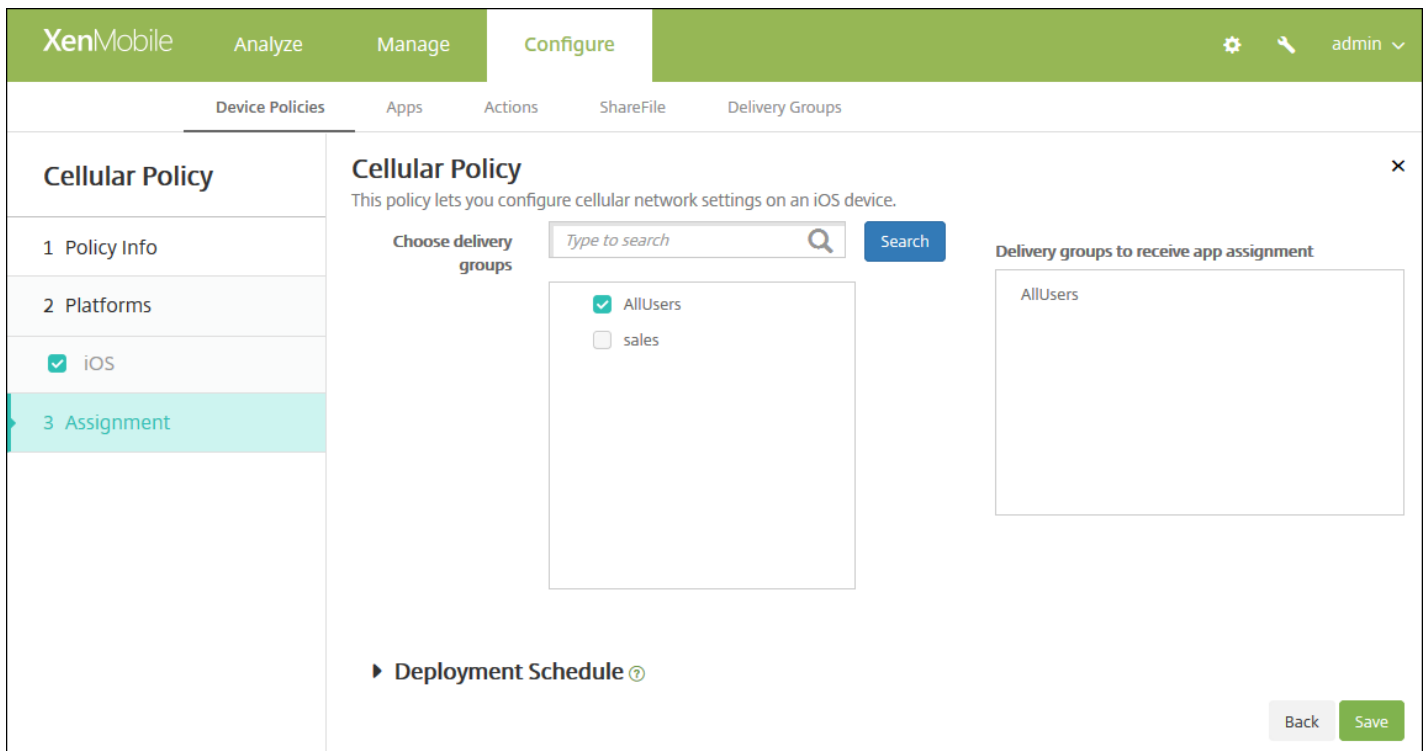 XenMobile Analyze Manage Configure admin
Device Policies Apps Actions ShareFile Delivery Groups
Cellular Policy
1 Policy Info
2 Platforms
iOS
3 Assignment
Cellular Policy
This policy lets you configure cellular network settings on an iOS device.
Choose delivery
groups
Type to search
Search
AllUsers
sales
Delivery groups to receive app assignment
AllUsers
Deployment Schedule ?
Back Save